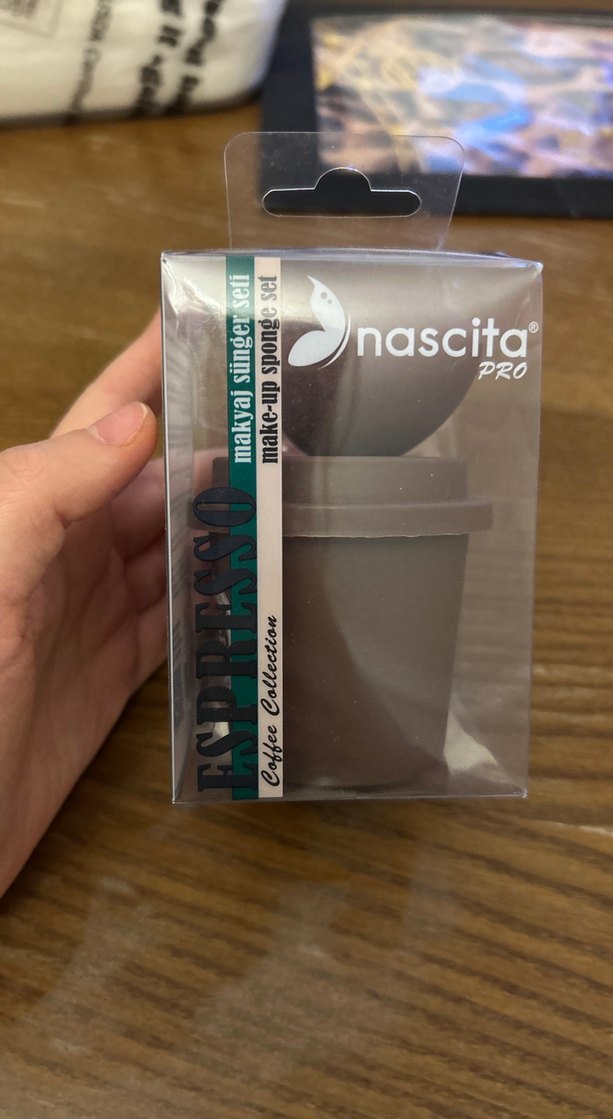 nascita®
PRO
makyaj sünger seti
make-up sponge set
ESPRESSO
Coffee Collection